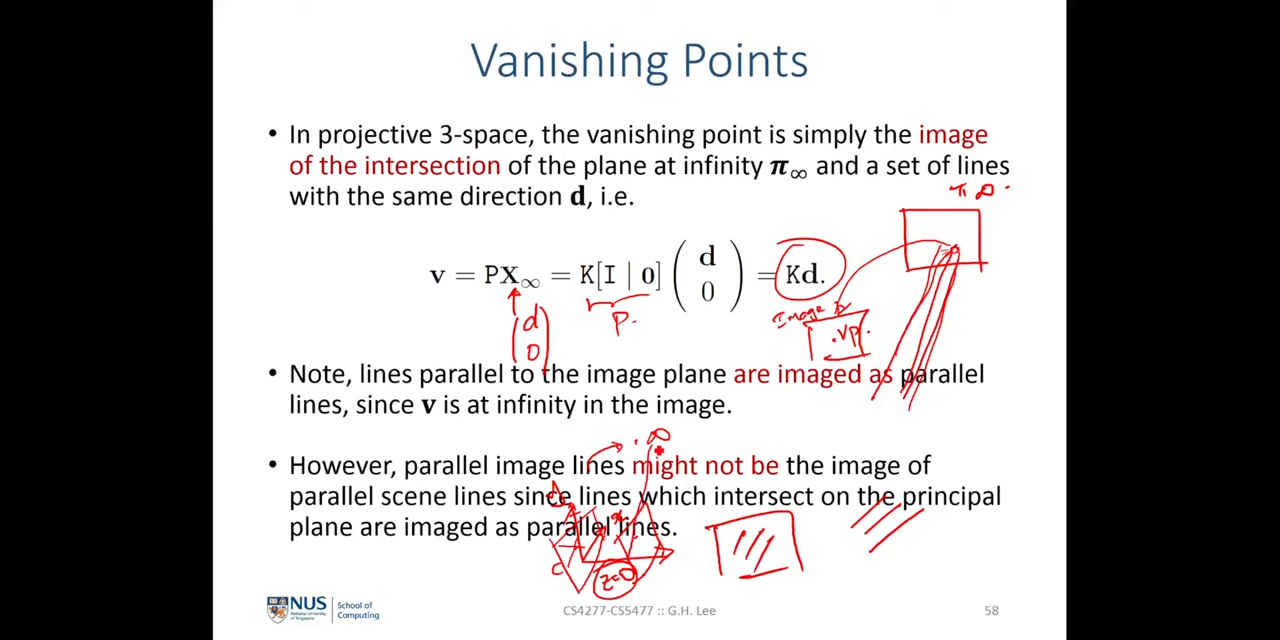 Vanishing Points
• In projective 3-space, the vanishing point is simply the image
of the intersection of the plane at infinity π∞ and a set of lines
with the same direction d, i.e.
π ∞
v = PX∞ = K[I | 0] ( d 0 ) = Kd.
( d 0 )
P.
Image
.VP.
• Note, lines parallel to the image plane are imaged as parallel
lines, since v is at infinity in the image.
∞
• However, parallel image lines might not be the image of
parallel scene lines since lines which intersect on the principal
plane are imaged as parallel lines.
C
z=0
NUS
National University
of Singapore
School of
Computing
CS4277-CS5477 :: G.H. Lee
58